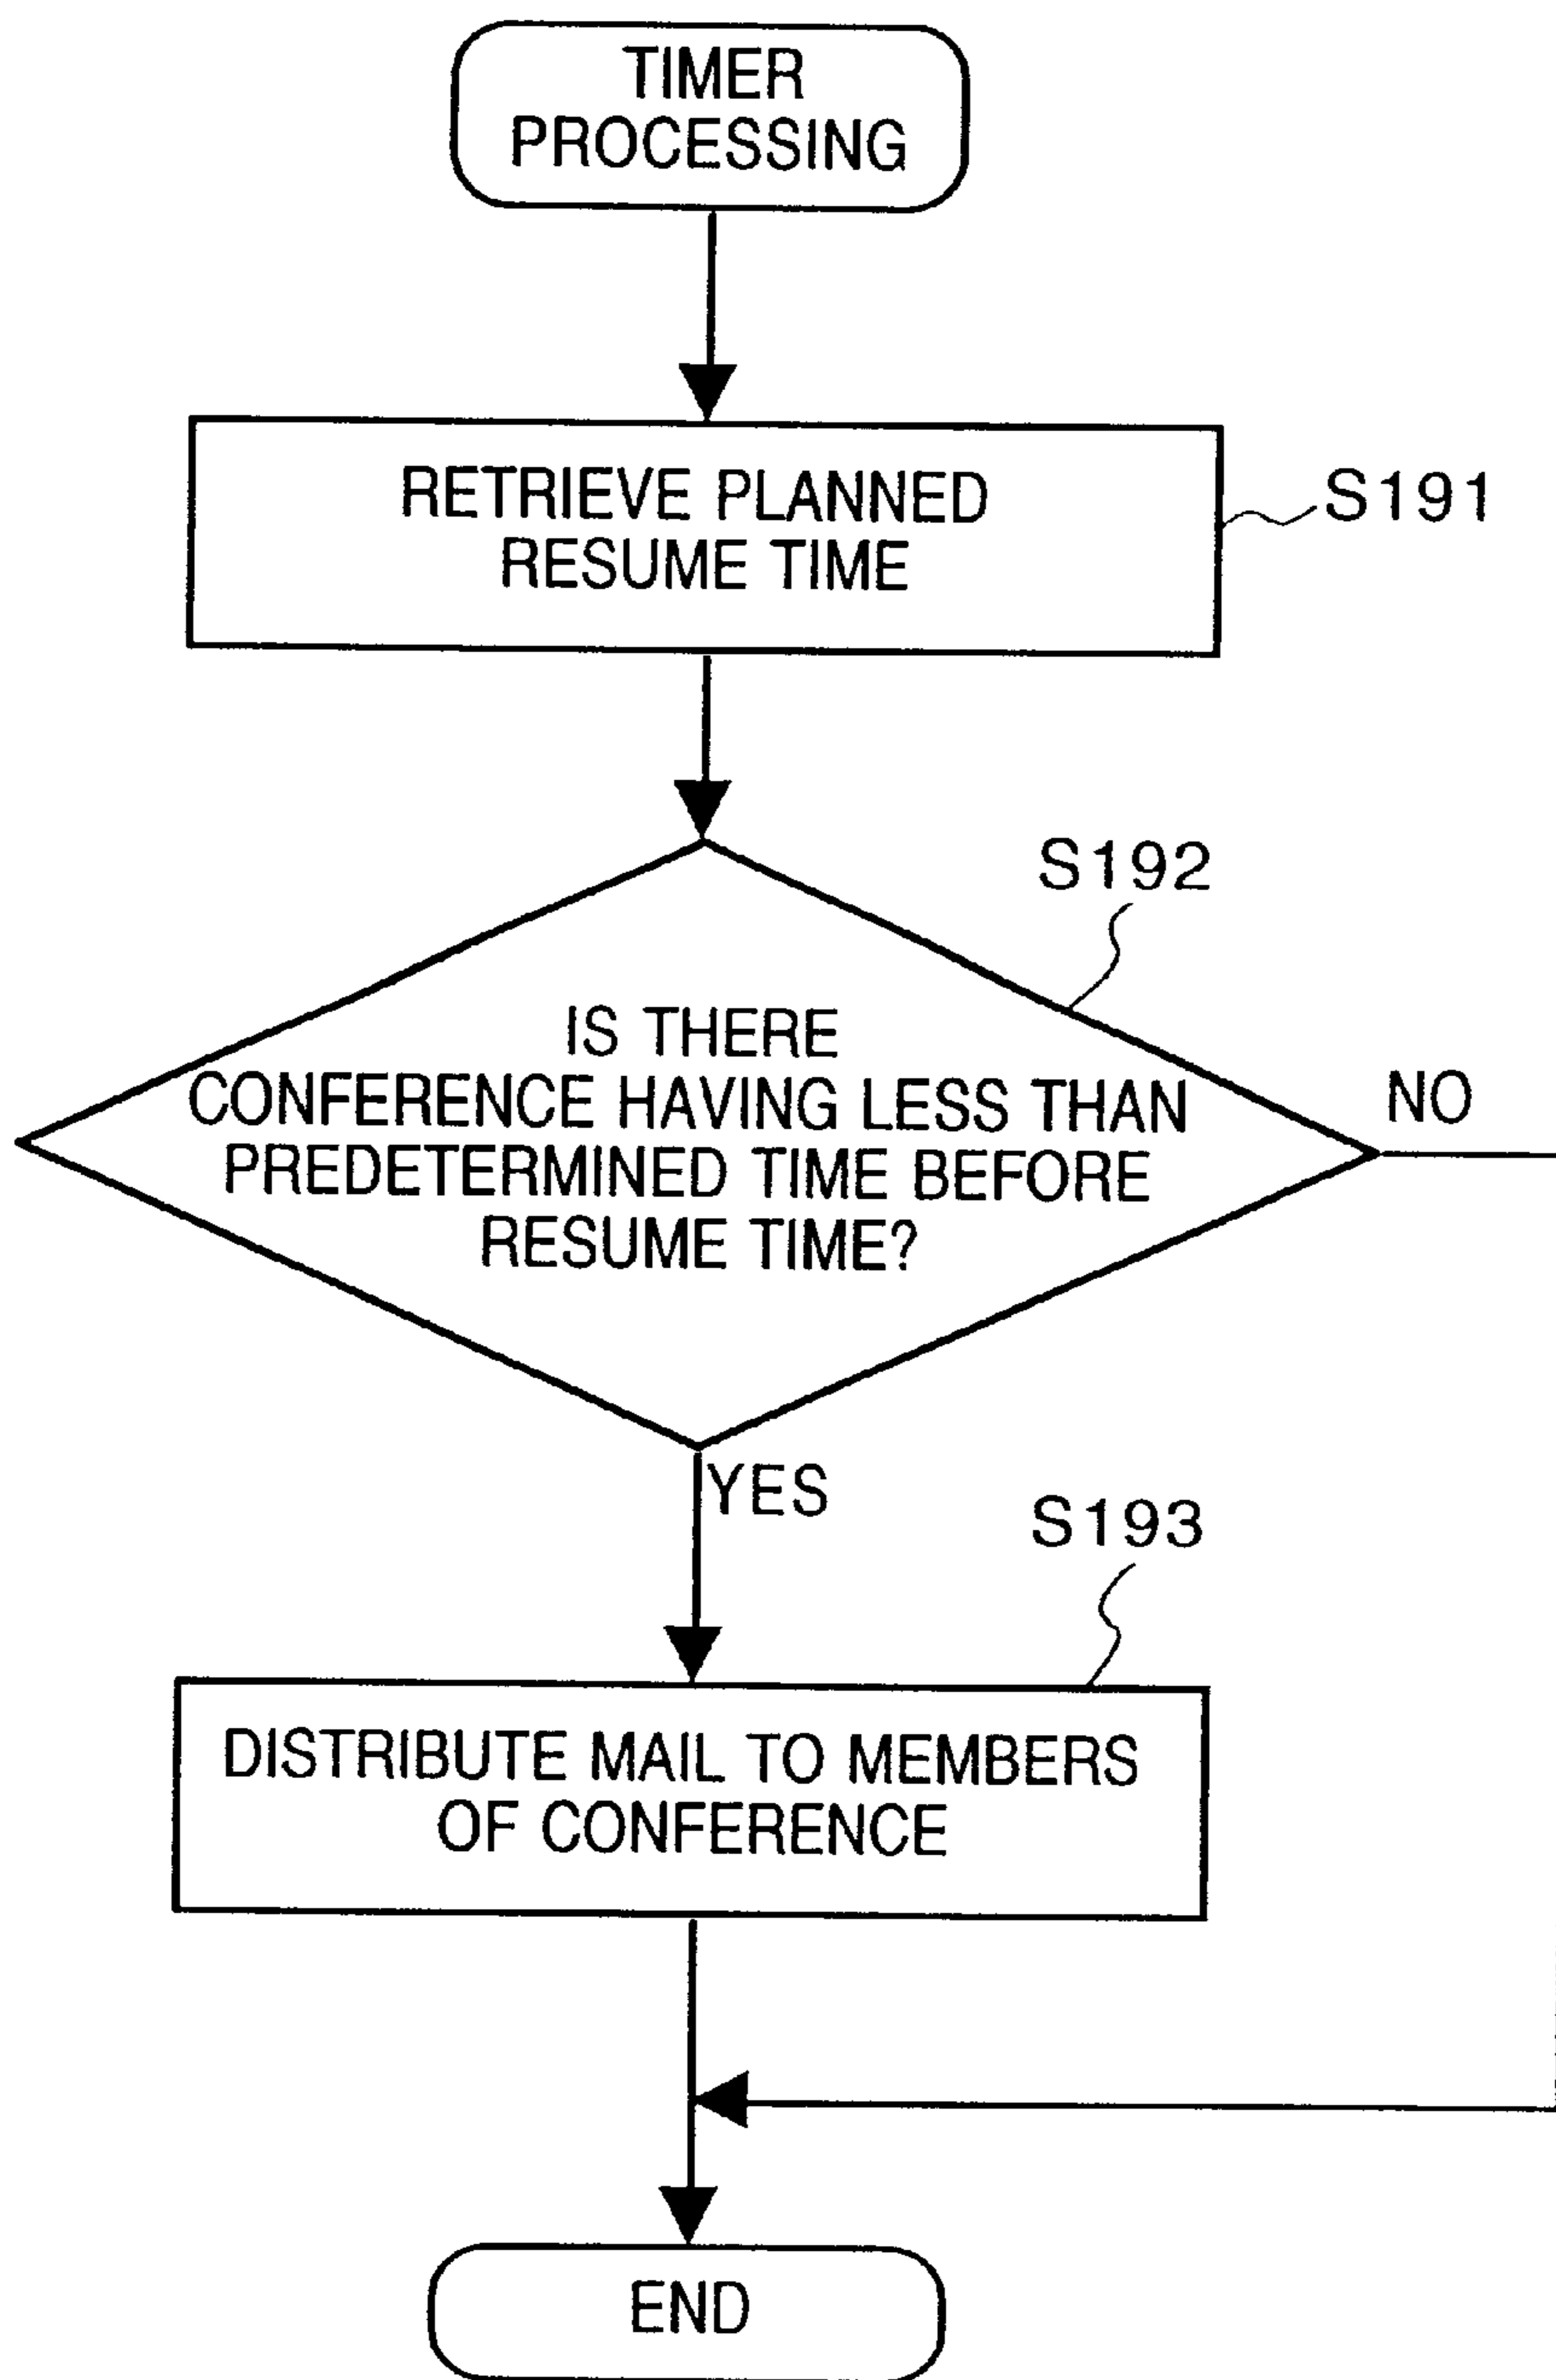 TIMER
PROCESSING
RETRIEVE PLANNED
RESUME TIME
S191
S192
IS THERE
CONFERENCE HAVING LESS THAN
PREDETERMINED TIME BEFORE
RESUME TIME?
NO
YES
S193
DISTRIBUTE MAIL TO MEMBERS
OF CONFERENCE
END